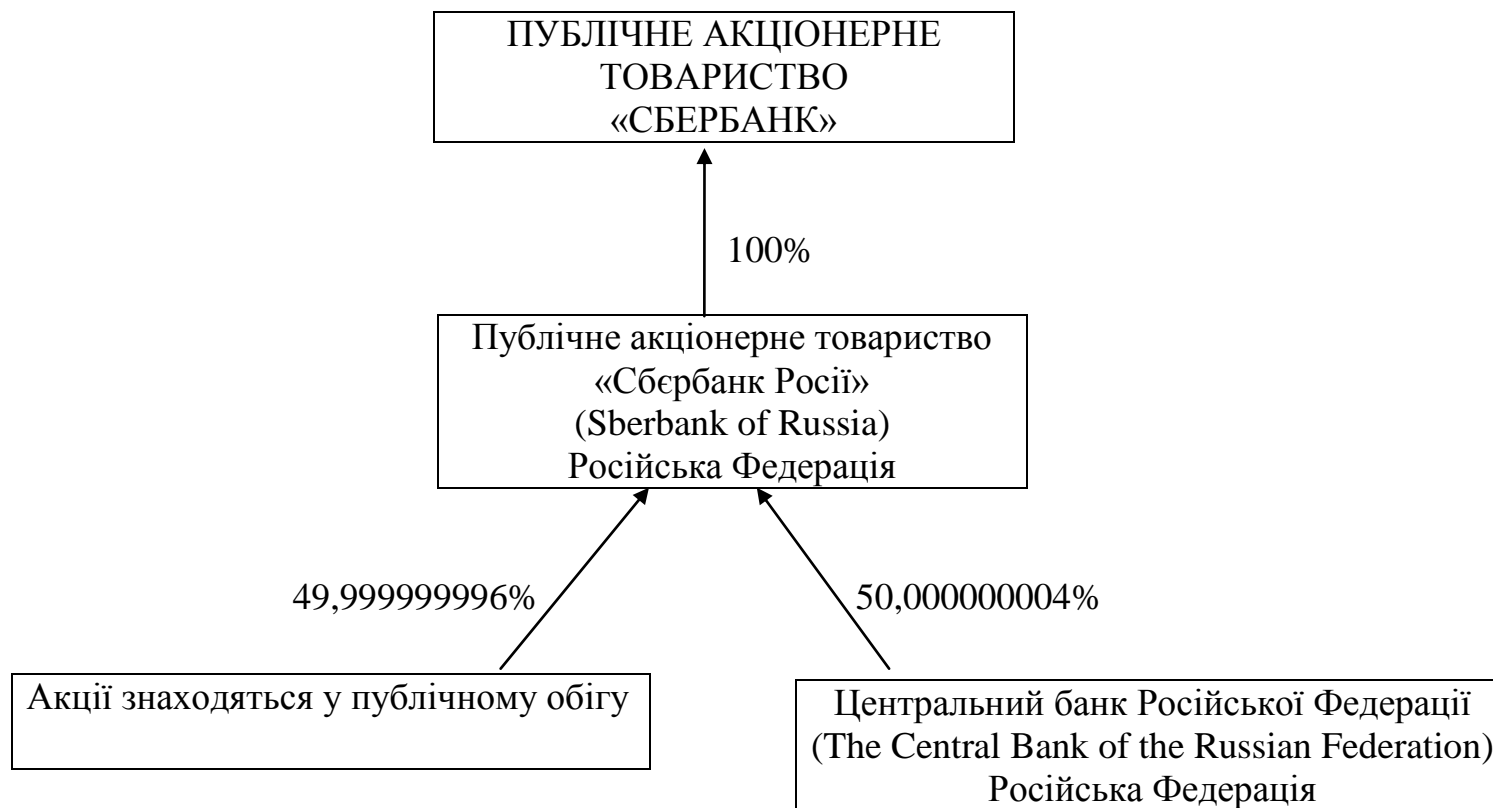 ПУБЛІЧНЕ АКЦІОНЕРНЕ
ТОВАРИСТВО
«СБЕРБАНК»
100%
Публічне акціонерне товариство
«Сбєрбанк Росії»
(Sberbank of Russia)
Російська Федерація
49,999999996%
50,000000004%
Акції знаходяться у публічному обігу
Центральний банк Російської Федерації
(The Central Bank of the Russian Federation)
Російська Федерація